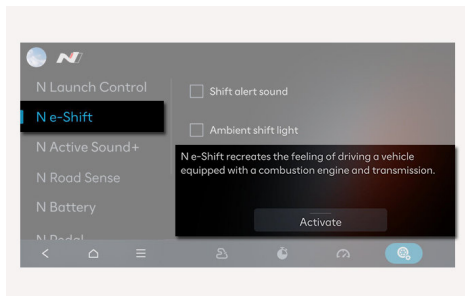 N
N Launch Control
Shift alert sound
N e-Shift
Ambient shift light
N Active Sound+
N e-Shift recreates the feeling of driving a vehicle
equipped with a combustion engine and transmission.
N Road Sense
N Battery
Activate
N Pedal